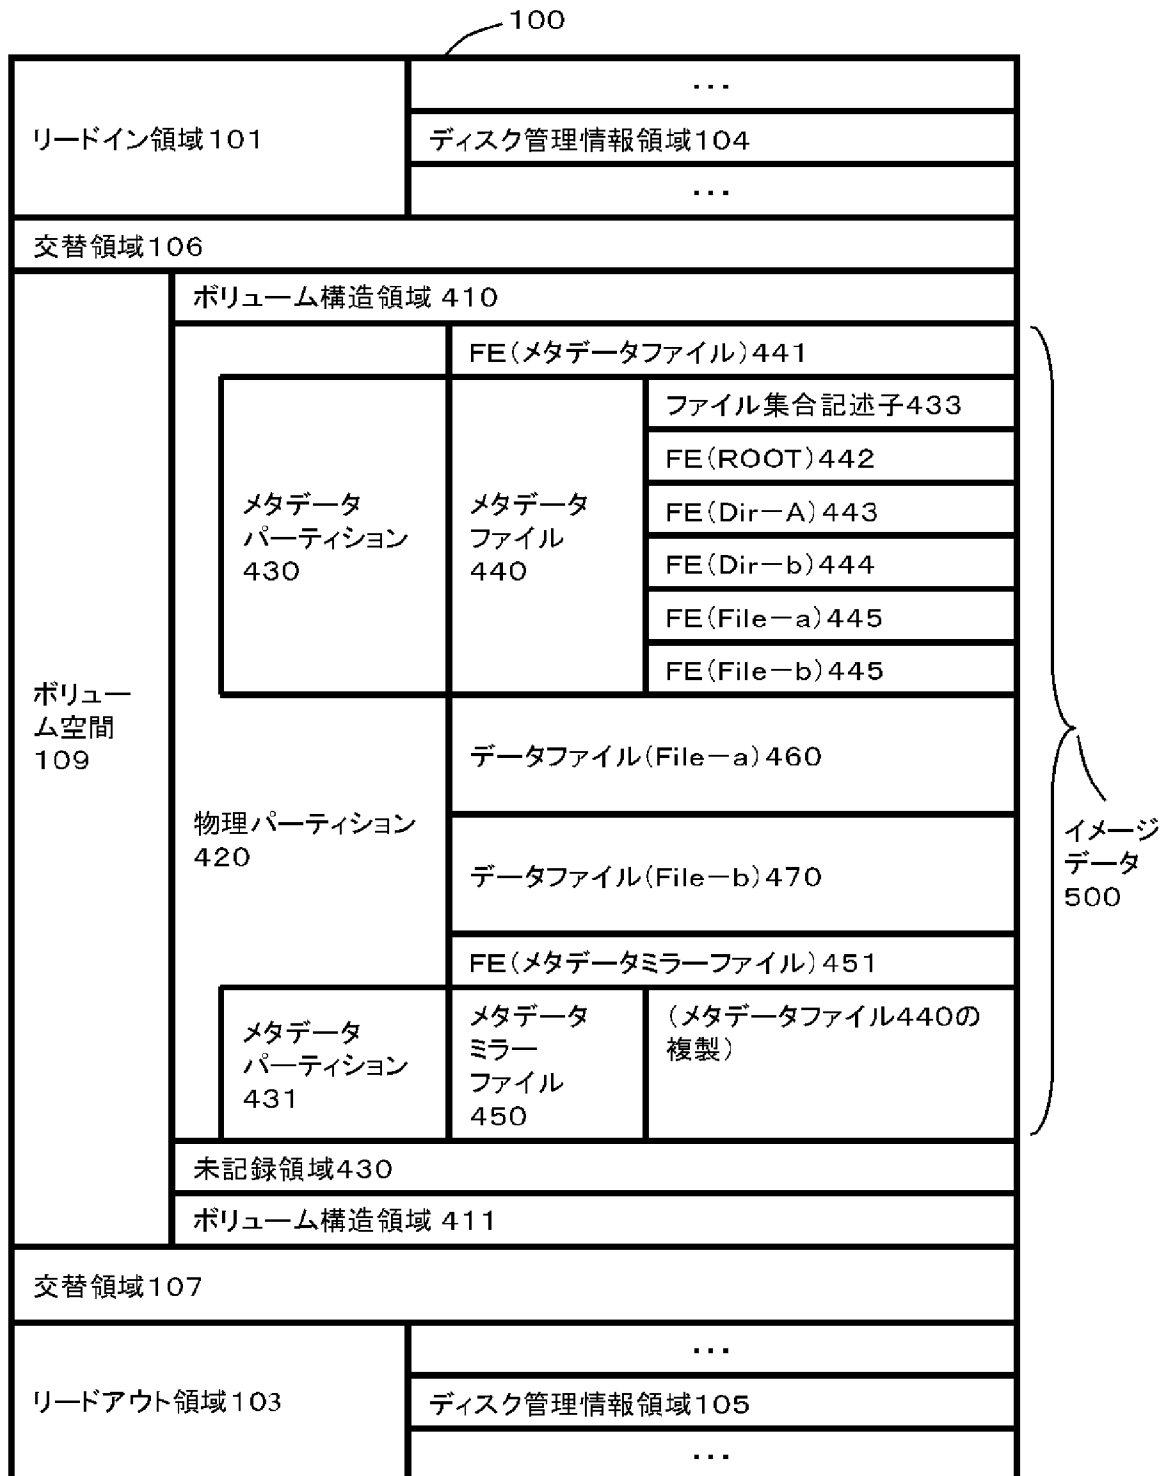 100
...
リードイン領域101
ディスク管理情報領域104
...
交替領域106
ボリューム構造領域 410
FE(メタデータファイル)441
ファイル集合記述子433
FE(ROOT)442
メタデータ
パーティション
430
メタデータ
ファイル
440
FE(Dir－A)443
FE(Dir－b)444
FE(File－a)445
FE(File－b)445
ボリュー
ム空間
109
データファイル(File－a)460
物理パーティション
420
データファイル(File－b)470
イメージ
データ
500
FE(メタデータミラーファイル)451
メタデータ
パーティション
431
メタデータ
ミラー
ファイル
450
(メタデータファイル440の
複製)
未記録領域430
ボリューム構造領域 411
交替領域107
...
リードアウト領域103
ディスク管理情報領域105
...